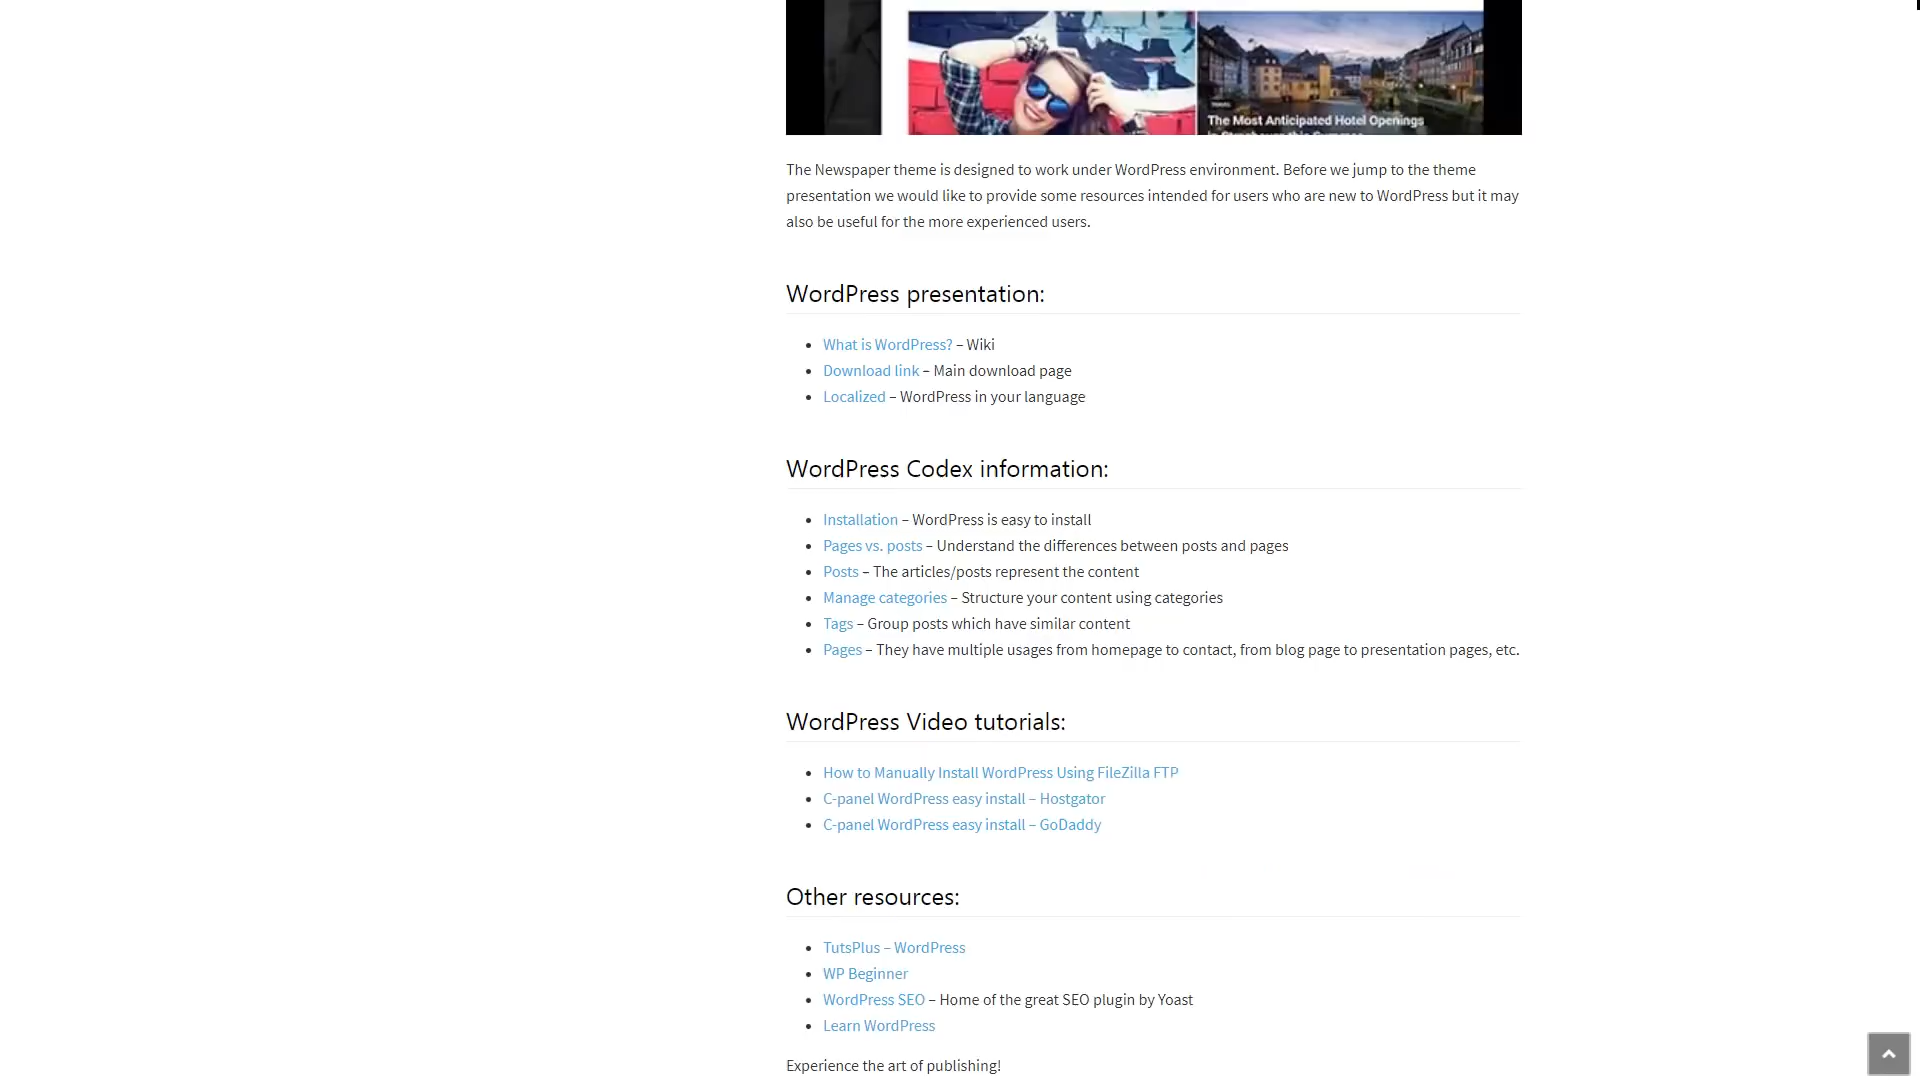 TRAVEL
The Most Anticipated Hotel Openings
in Strasbourg this Summer
The Newspaper theme is designed to work under WordPress environment. Before we jump to the theme
presentation we would like to provide some resources intended for users who are new to WordPress but it may
also be useful for the more experienced users.
WordPress presentation:
What is WordPress? – Wiki
Download link – Main download page
Localized – WordPress in your language
WordPress Codex information:
Installation – WordPress is easy to install
Pages vs. posts – Understand the differences between posts and pages
Posts – The articles/posts represent the content
Manage categories – Structure your content using categories
Tags – Group posts which have similar content
Pages – They have multiple usages from homepage to contact, from blog page to presentation pages, etc.
WordPress Video tutorials:
How to Manually Install WordPress Using FileZilla FTP
C-panel WordPress easy install – Hostgator
C-panel WordPress easy install – GoDaddy
Other resources:
TutsPlus – WordPress
WP Beginner
WordPress SEO – Home of the great SEO plugin by Yoast
Learn WordPress
Experience the art of publishing!